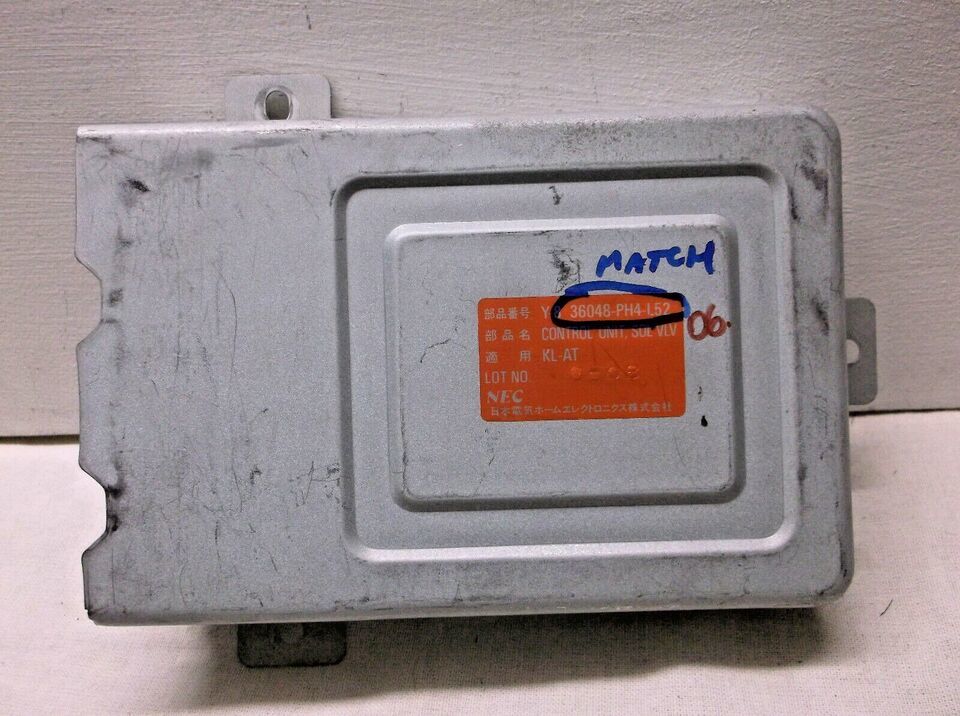 MATCH
部品番号 Y8 36048-PH4-L52
06.
部品名 CONTROL UNIT, SOL VLV
適用 KL-AT
LOT NO.
NEC
日本電気ホームエレクトロニクス株式会社